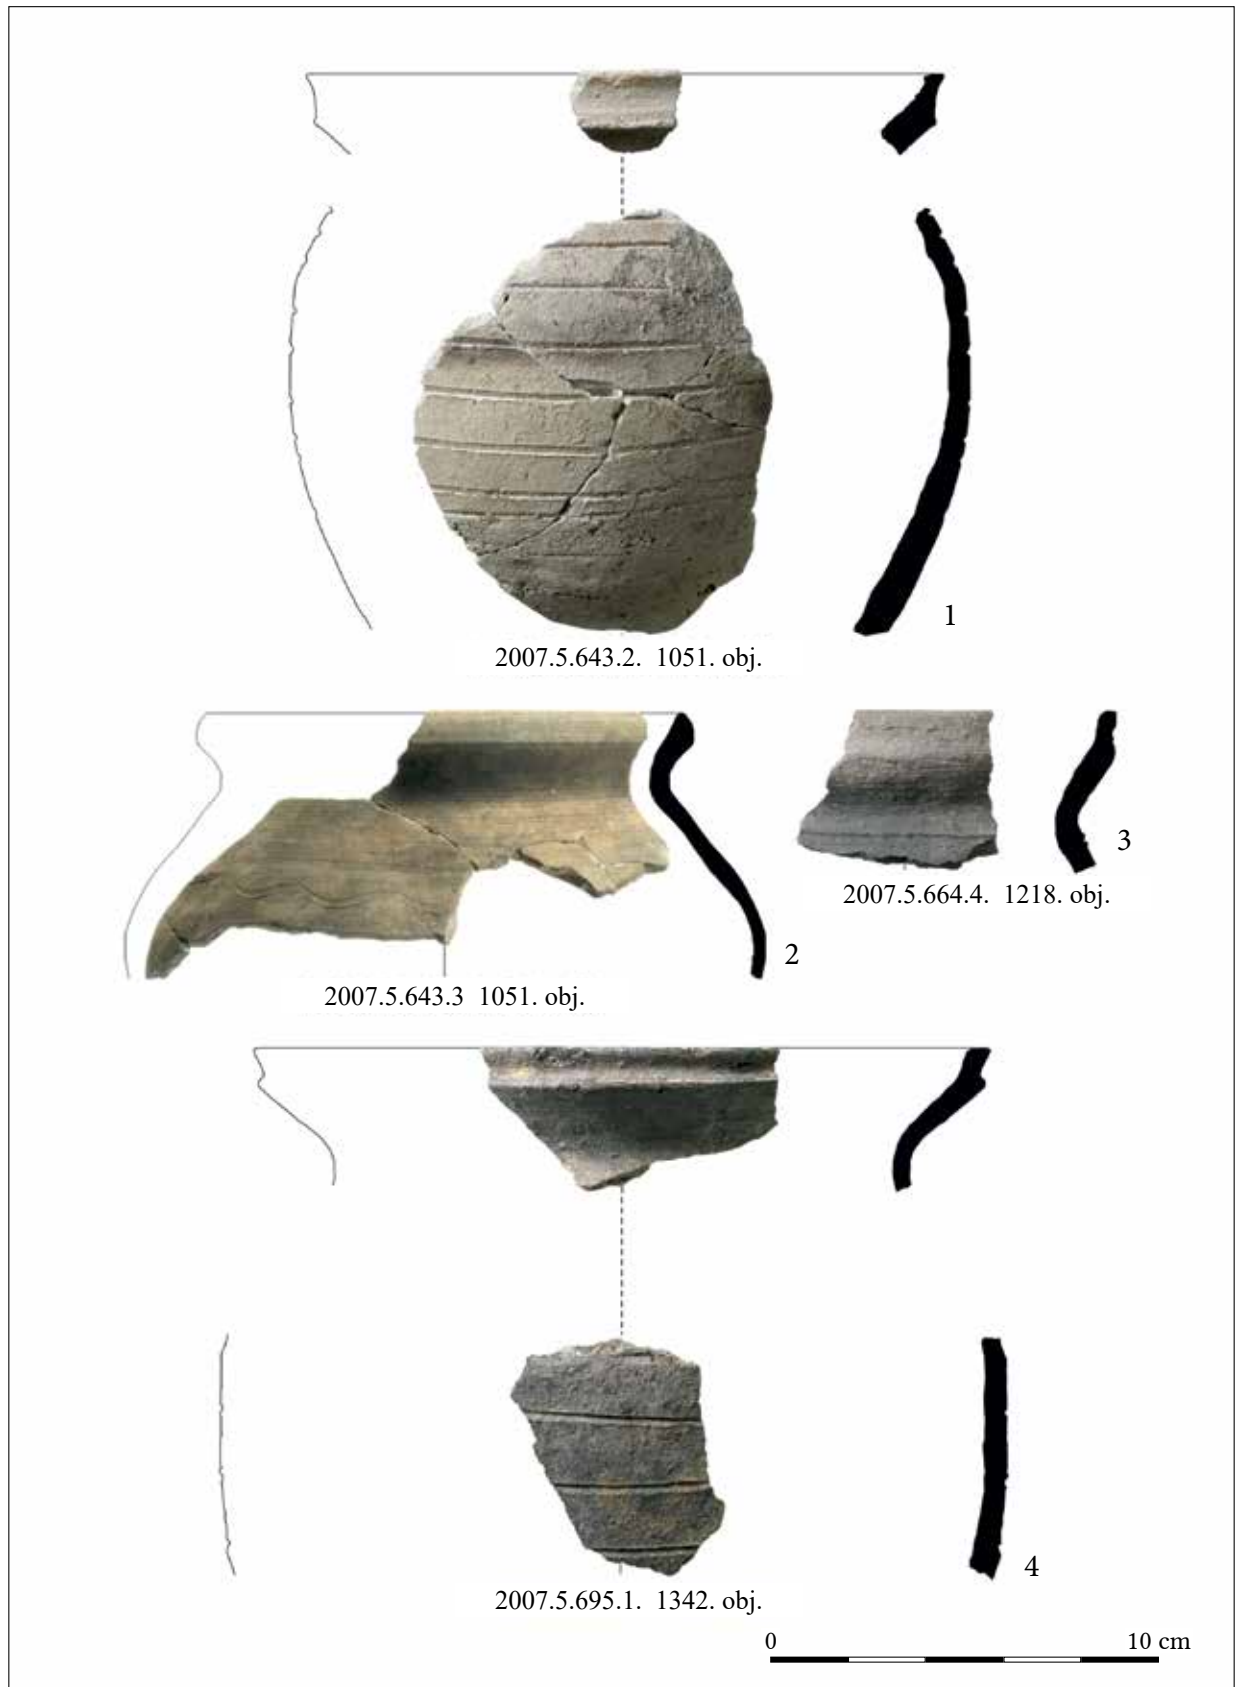 1
2007.5.643.2. 1051. obj.
3
2007.5.664.4. 1218. obj.
2
2007.5.643.3 1051. obj.
4
2007.5.695.1. 1342. obj.
0 10 cm